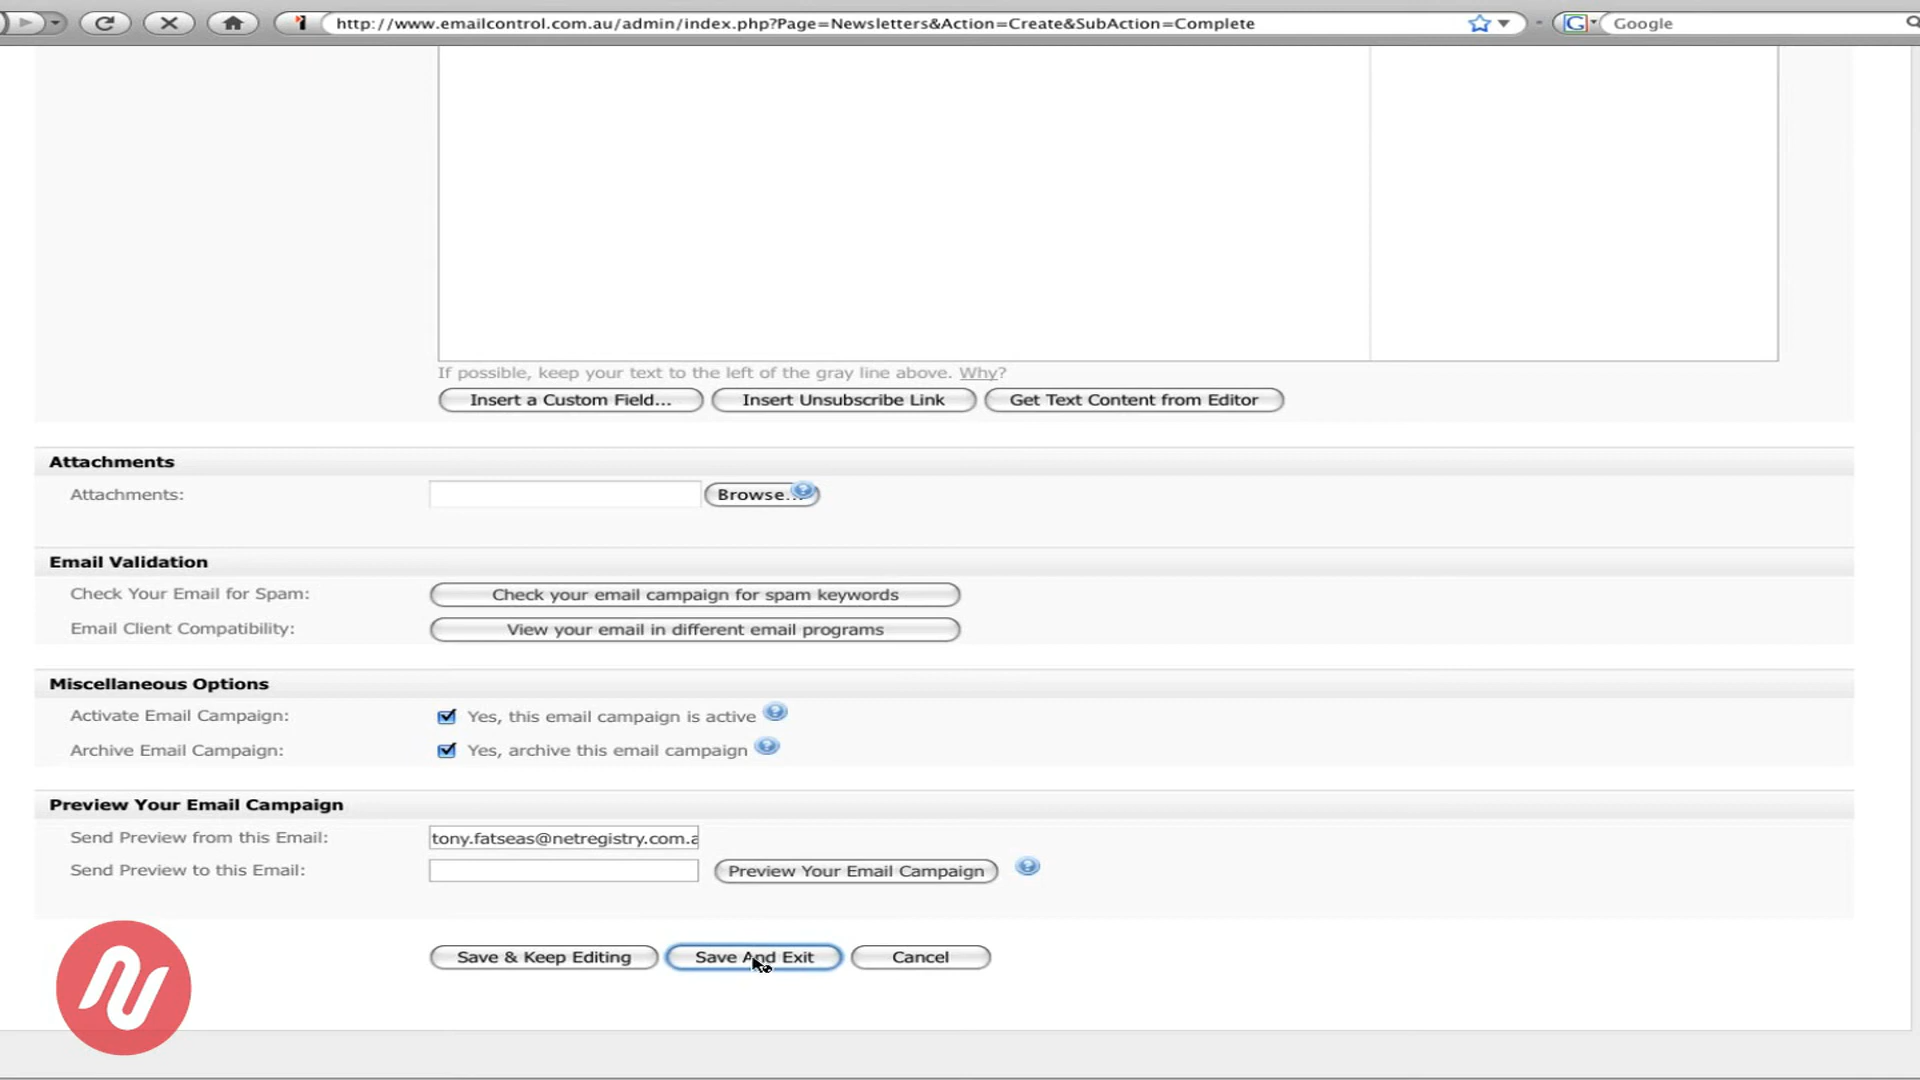 http://www.emailcontrol.com.au/admin/index.php?Page=Newsletters&Action=Create&SubAction=Complete
Google
If possible, keep your text to the left of the gray line above. Why?
Insert a Custom Field...
Insert Unsubscribe Link
Get Text Content from Editor
Attachments
Attachments:
Browse...
Email Validation
Check Your Email for Spam:
Check your email campaign for spam keywords
Email Client Compatibility:
View your email in different email programs
Miscellaneous Options
Activate Email Campaign:
Yes, this email campaign is active
Archive Email Campaign:
Yes, archive this email campaign
Preview Your Email Campaign
Send Preview from this Email:
tony.fatseas@netregistry.com.a
Send Preview to this Email:
Preview Your Email Campaign
Save & Keep Editing
Save And Exit
Cancel